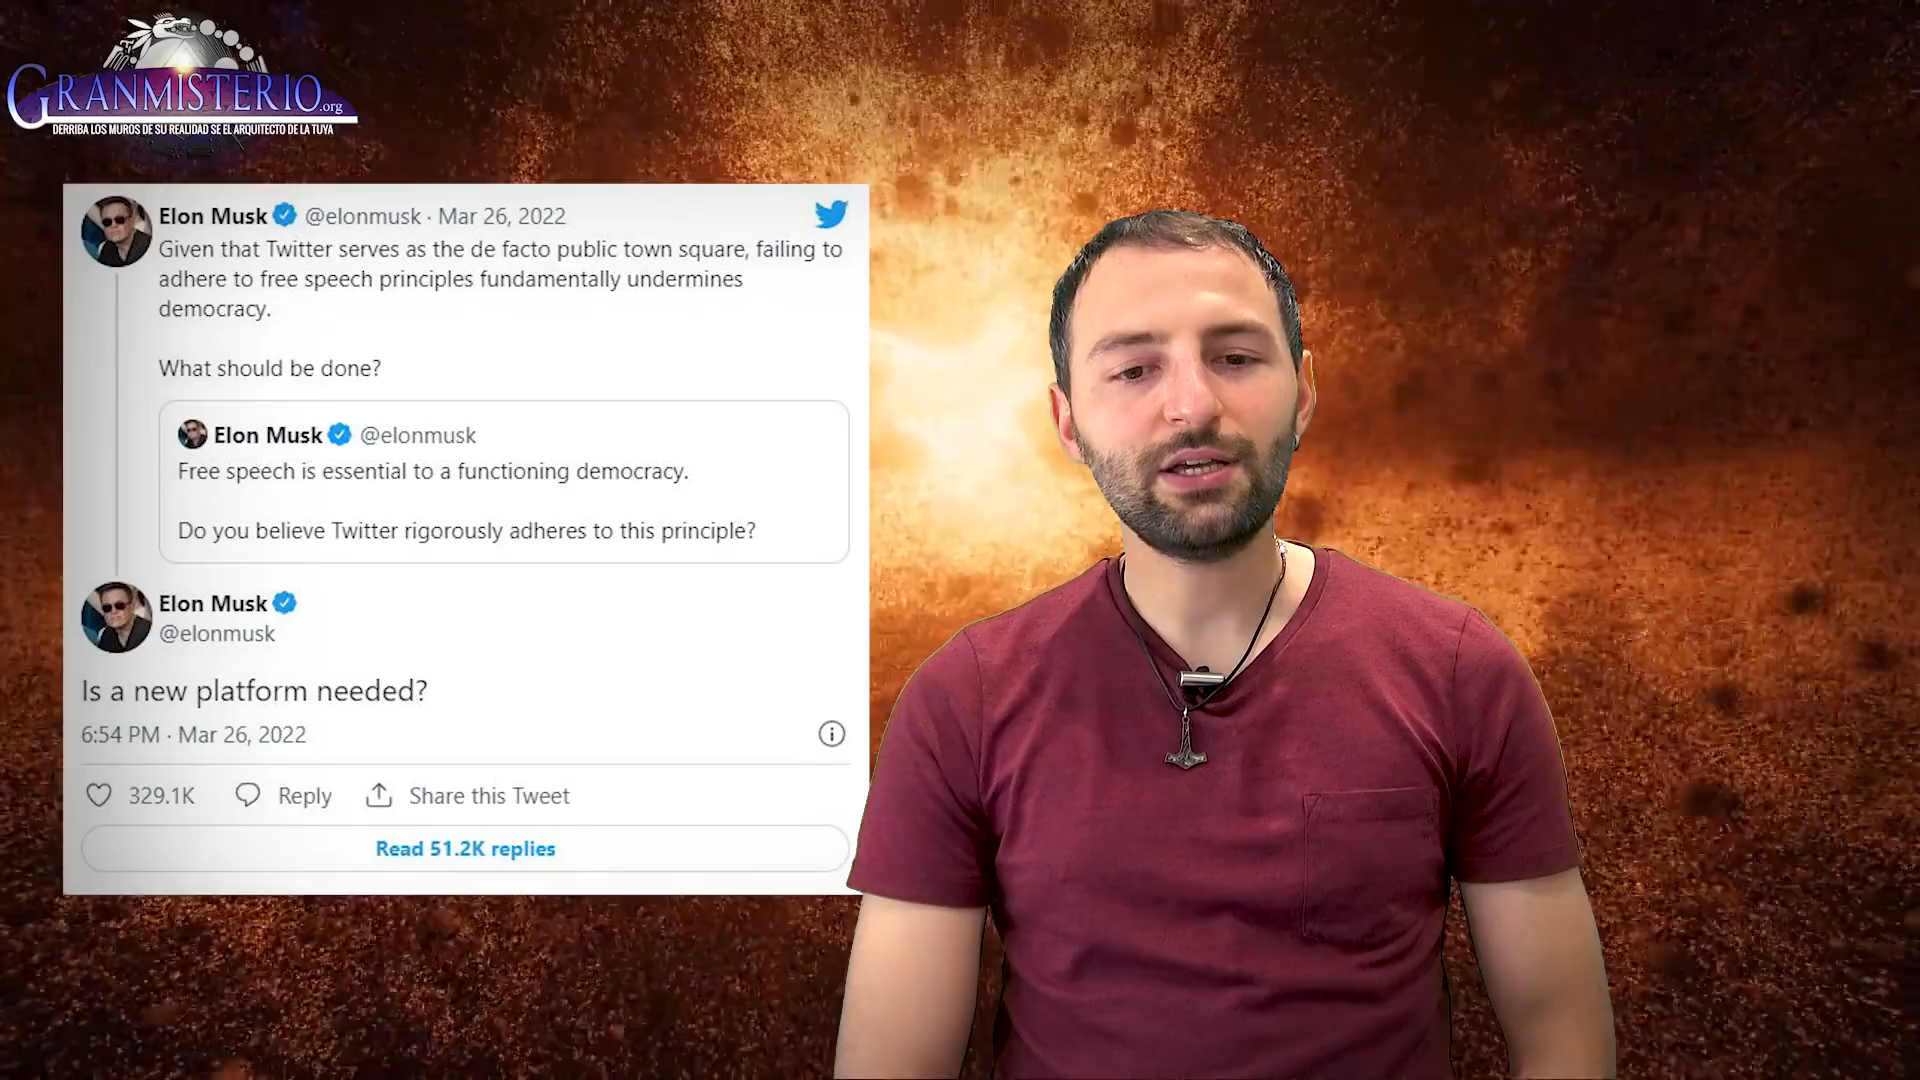 GRANMISTERIO.org
DERRIBA LOS MUROS DE SU REALIDAD SE EL ARQUITECTO DE LA TUYA
Elon Musk @elonmusk · Mar 26, 2022
Given that Twitter serves as the de facto public town square, failing to
adhere to free speech principles fundamentally undermines
democracy.
What should be done?
Elon Musk @elonmusk
Free speech is essential to a functioning democracy.
Do you believe Twitter rigorously adheres to this principle?
Elon Musk
@elonmusk
Is a new platform needed?
6:54 PM · Mar 26, 2022
329.1K Reply Share this Tweet
Read 51.2K replies